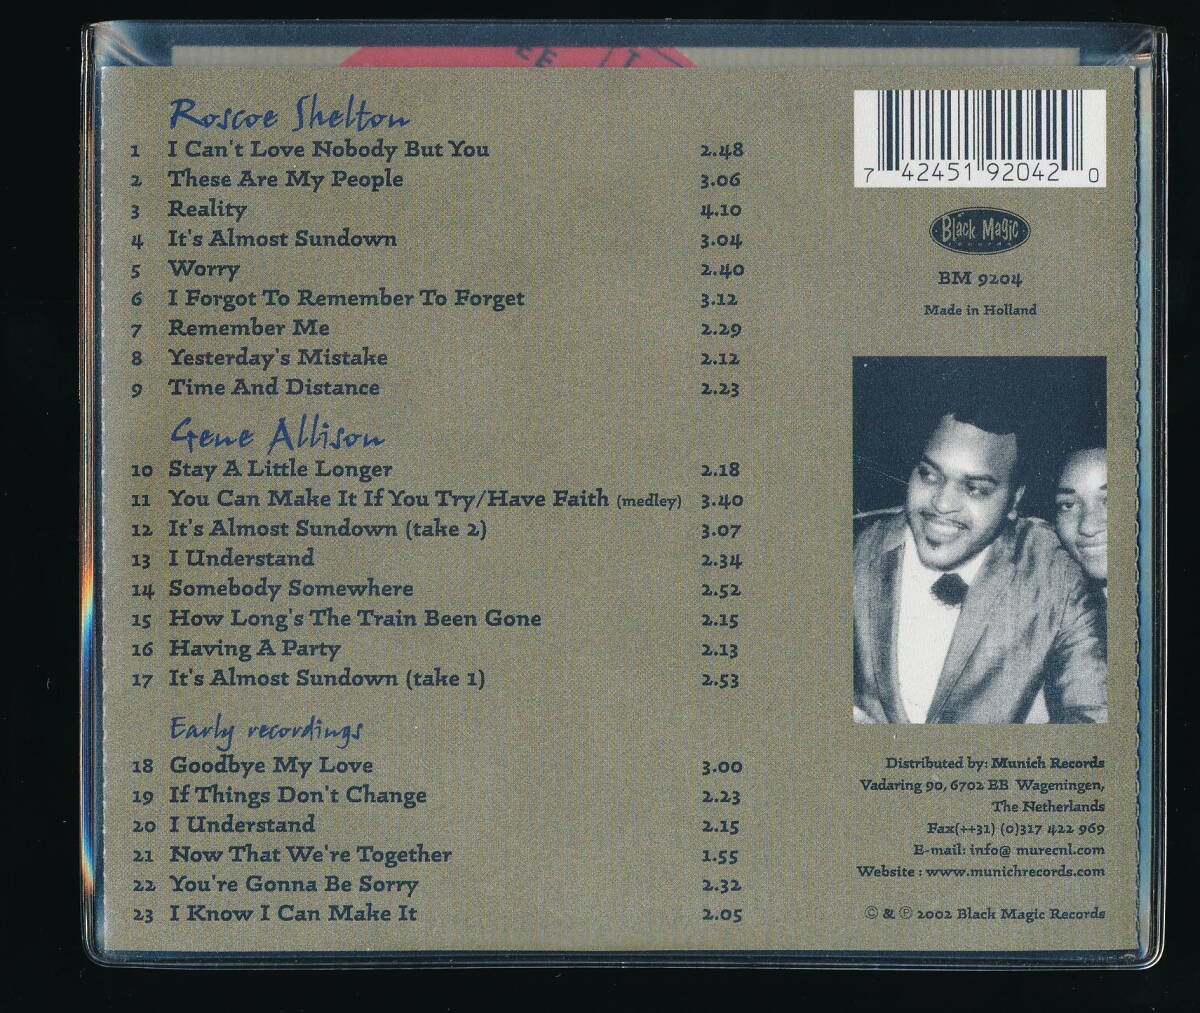 EE
T
Roscoe Shelton
1 I Can't Love Nobody But You 2.48
2 These Are My People 3.06
3 Reality 4.10
4 It's Almost Sundown 3.04
5 Worry 2.40
6 I Forgot To Remember To Forget 3.12
7 Remember Me 2.29
8 Yesterday's Mistake 2.12
9 Time And Distance 2.23
Gene Allison
10 Stay A Little Longer 2.18
11 You Can Make It If You Try/Have Faith (medley) 3.40
12 It's Almost Sundown (take 2) 3.07
13 I Understand 2.34
14 Somebody Somewhere 2.52
15 How Long's The Train Been Gone 2.15
16 Having A Party 2.13
17 It's Almost Sundown (take 1) 2.53
Early recordings
18 Goodbye My Love 3.00
19 If Things Don't Change 2.23
20 I Understand 2.15
21 Now That We're Together 1.55
22 You're Gonna Be Sorry 2.32
23 I Know I Can Make It 2.05
7 42451 92042 0
Black Magic
records
BM 9204
Made in Holland
Distributed by: Munich Records
Vadaring 90, 6702 EB Wageningen,
The Netherlands
Fax(++31) (0)317 422 969
E-mail: info@ murecnl.com
Website : www.munichrecords.com
© & ℗ 2002 Black Magic Records